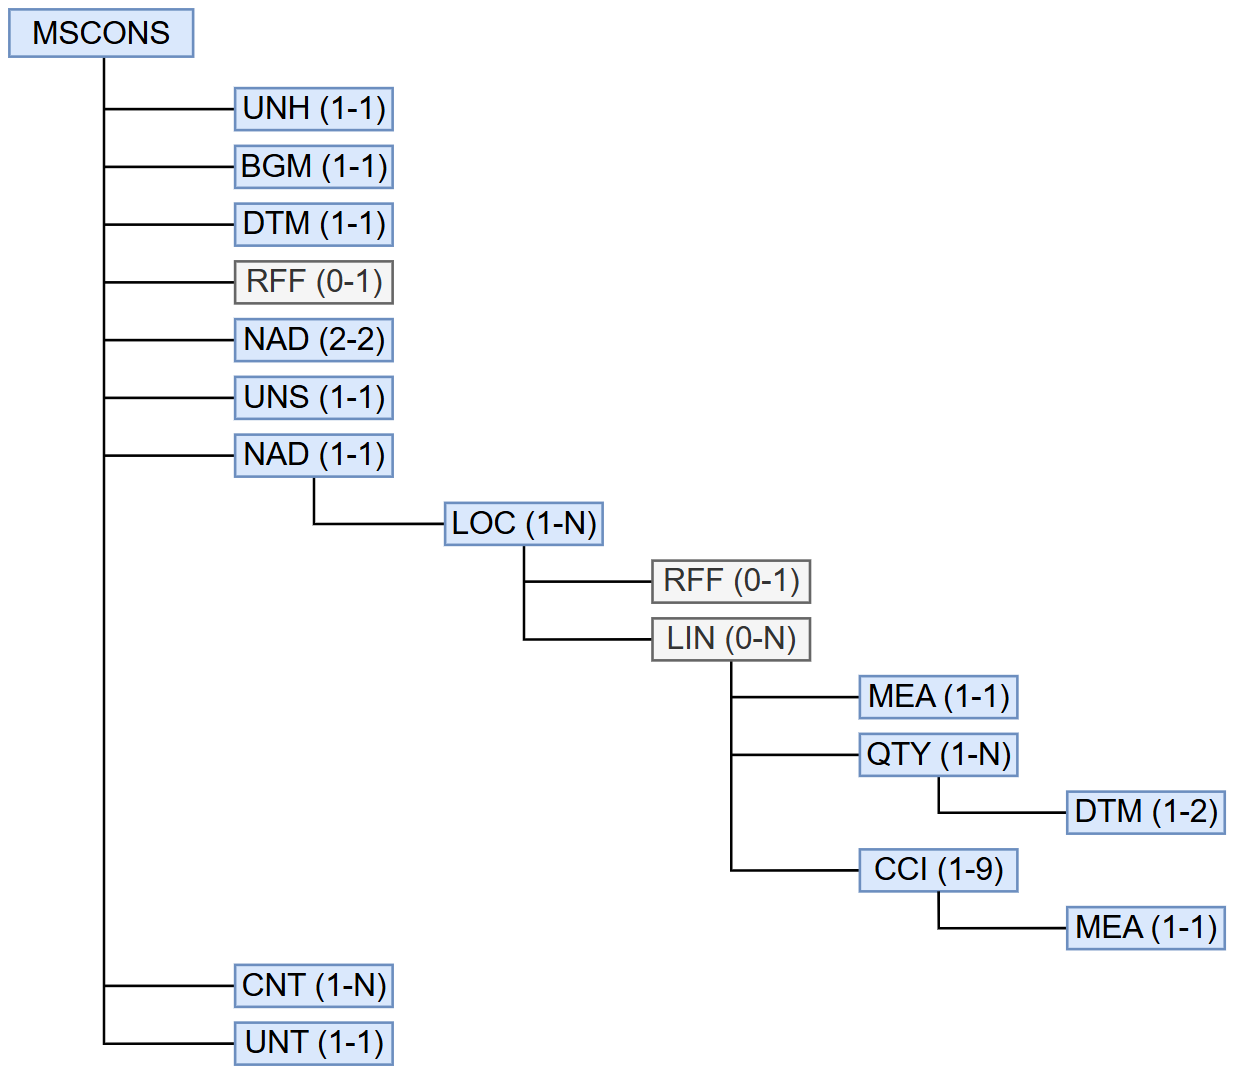 MSCONS
UNH (1-1)
BGM (1-1)
DTM (1-1)
RFF (0-1)
NAD (2-2)
UNS (1-1)
NAD (1-1)
LOC (1-N)
RFF (0-1)
LIN (0-N)
MEA (1-1)
QTY (1-N)
DTM (1-2)
CCI (1-9)
MEA (1-1)
CNT (1-N)
UNT (1-1)